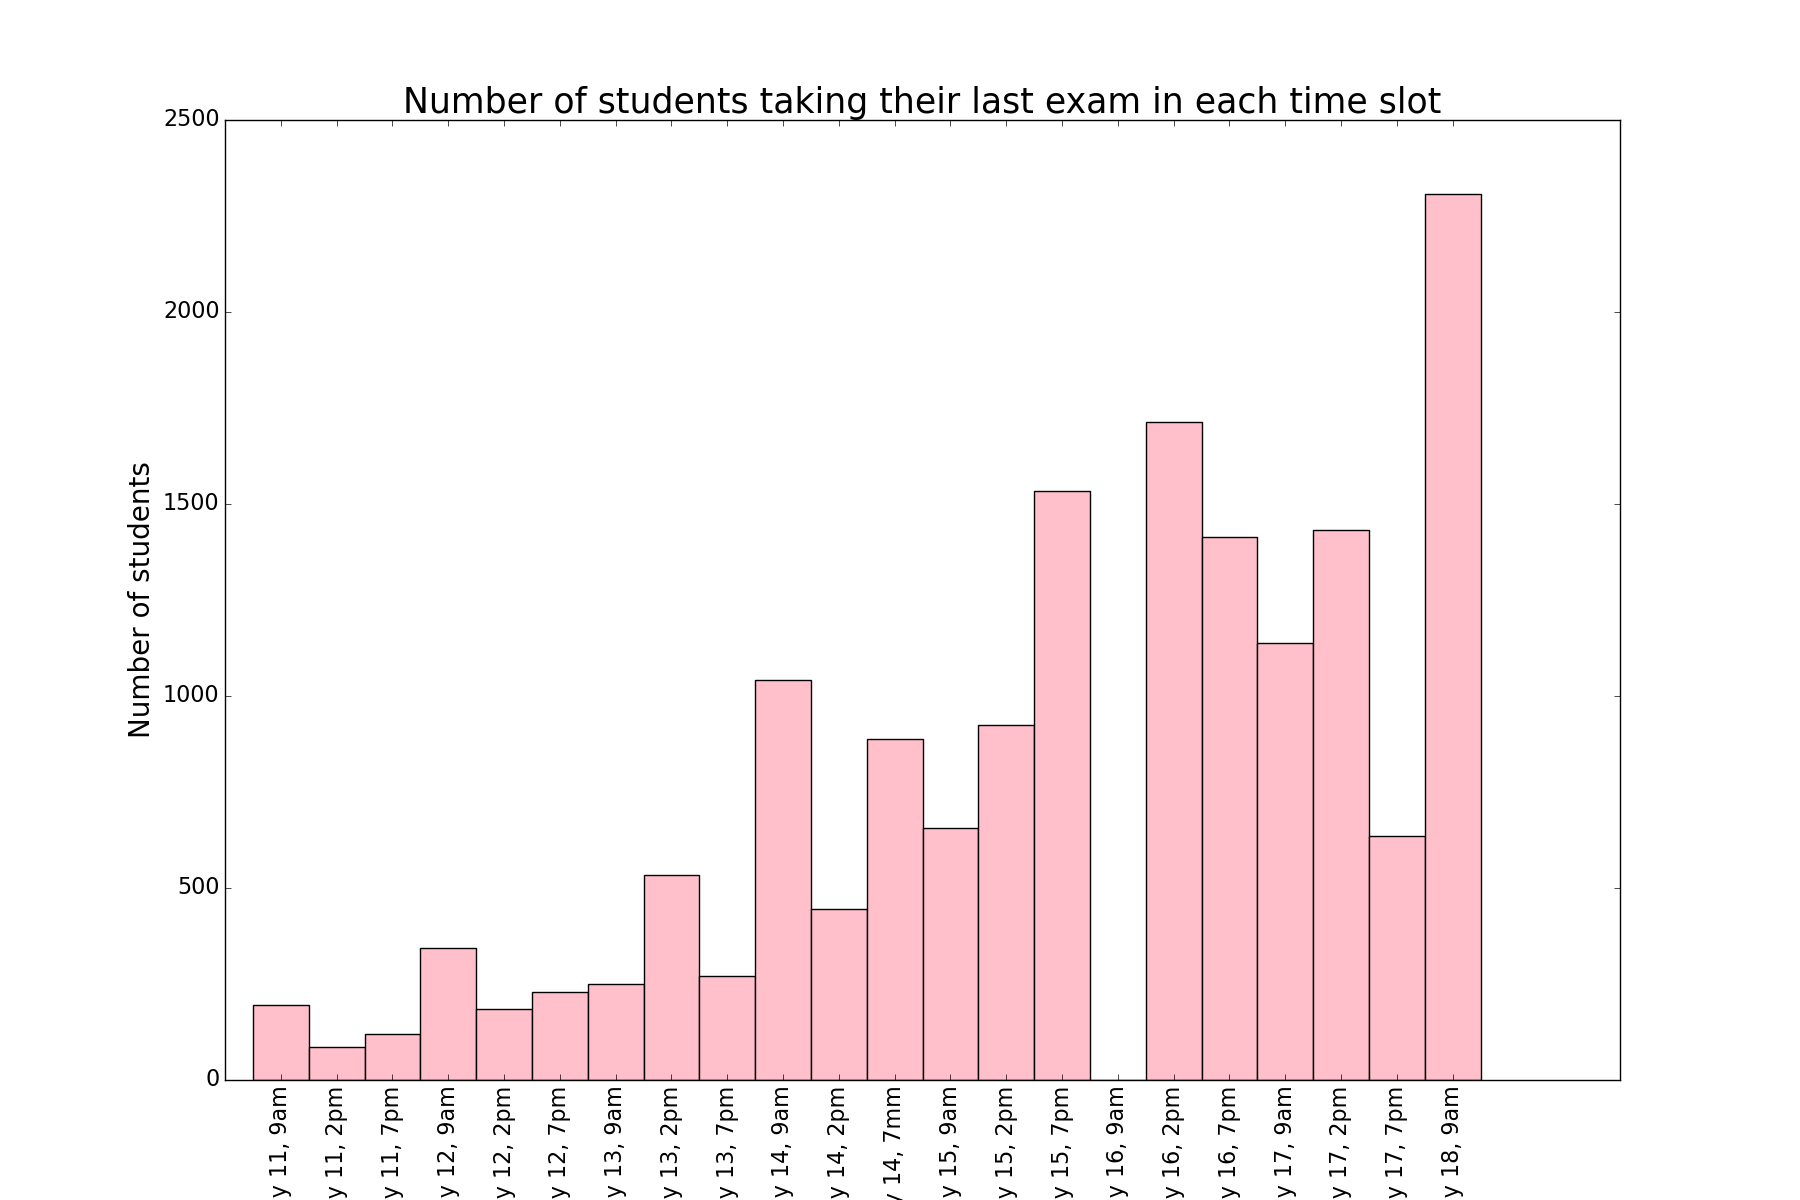 Number of students taking their last exam in each time slot
Number of students
2500
2000
1500
1000
500
0
y 11, 9am
y 11, 2pm
y 11, 7pm
y 12, 9am
y 12, 2pm
y 12, 7pm
y 13, 9am
y 13, 2pm
y 13, 7pm
y 14, 9am
y 14, 2pm
y 14, 7mm
y 15, 9am
y 15, 2pm
y 15, 7pm
y 16, 9am
y 16, 2pm
y 16, 7pm
y 17, 9am
y 17, 2pm
y 17, 7pm
y 18, 9am